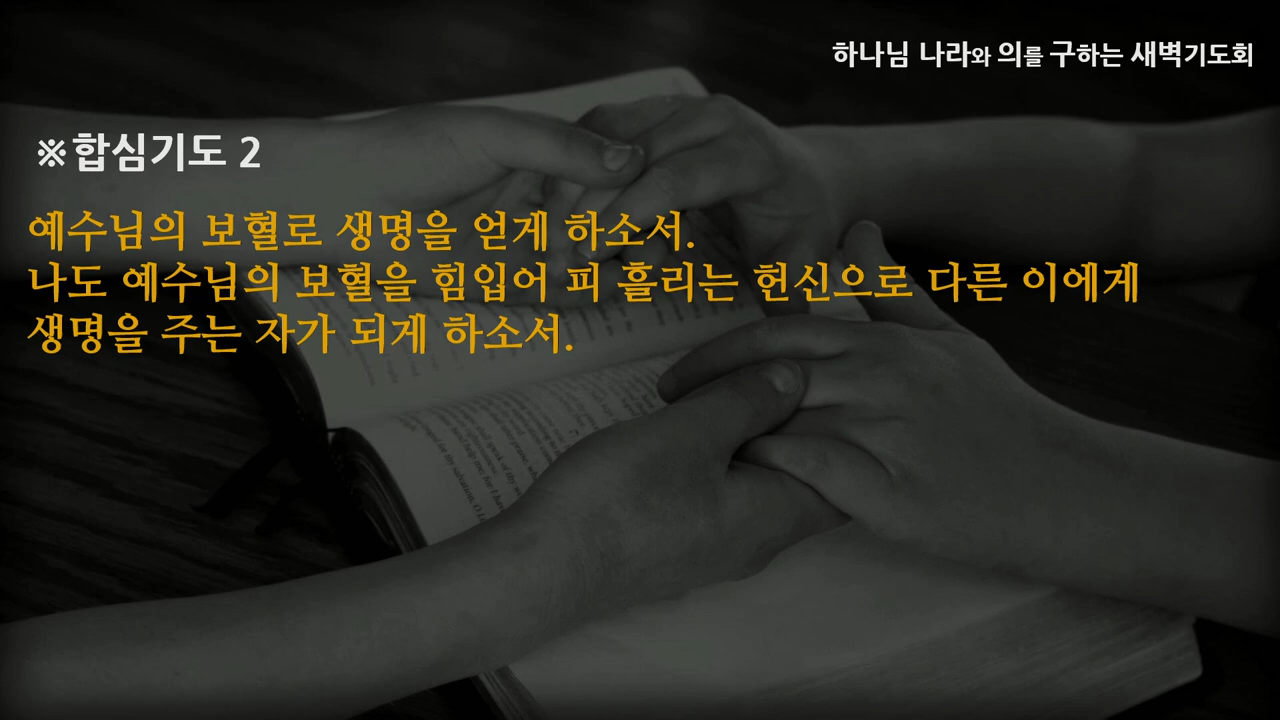 하나님 나라와 의를 구하는 새벽기도회
※합심기도 2
예수님의 보혈로 생명을 얻게 하소서.
나도 예수님의 보혈을 힘입어 피 흘리는 헌신으로 다른 이에게
생명을 주는 자가 되게 하소서.